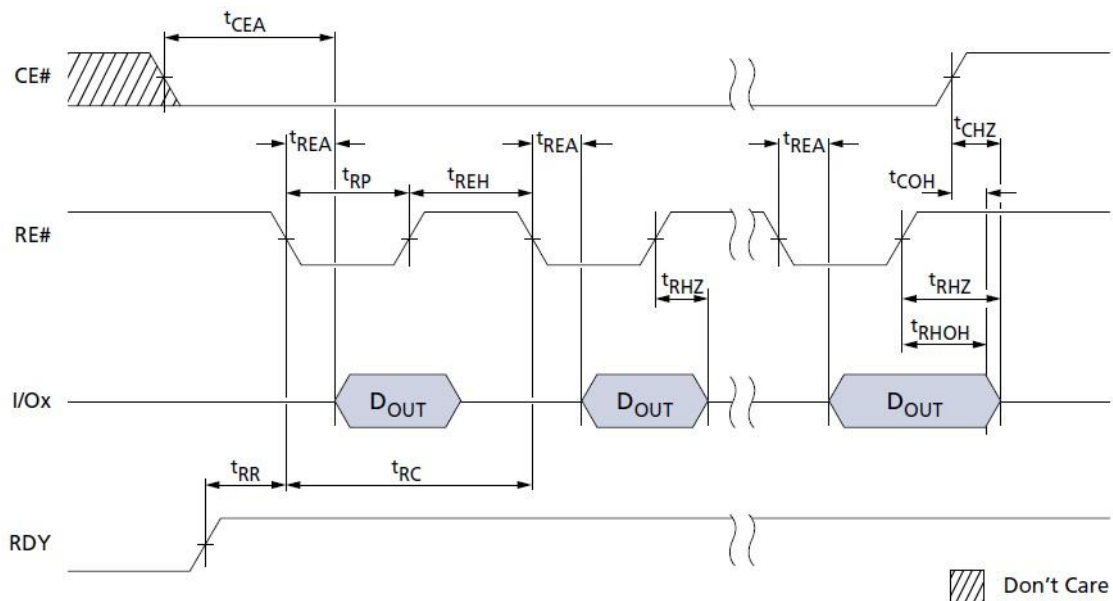 tCEA
CE#
tCHZ
tREA
tREA
tREA
tRP
tREH
tCOH
RE#
tRHZ
tRHZ
tRHOH
I/Ox
DOUT
DOUT
DOUT
tRR
tRC
RDY
Don't Care